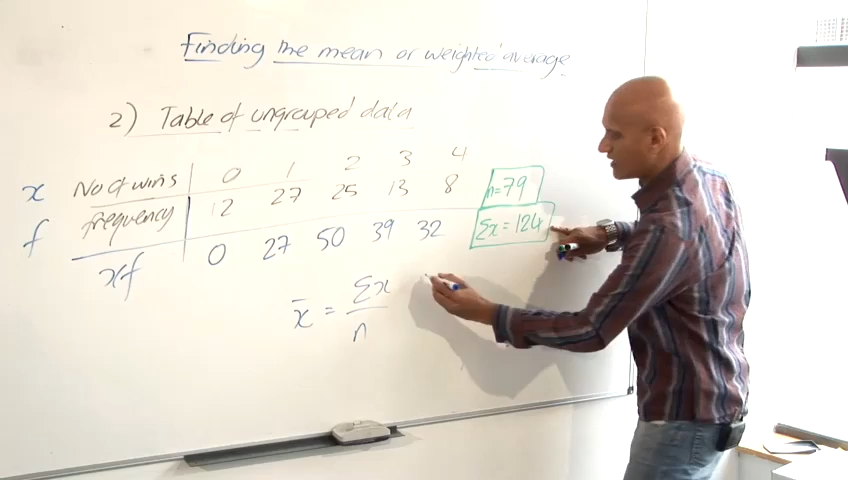 Finding the mean or weighted average
2) Table of ungrouped data
x No of wins 0 1 2 3 4
f frequency 12 27 25 13 8 n=79
xf 0 27 50 39 32 Σx = 124
x̄ = Σx / n